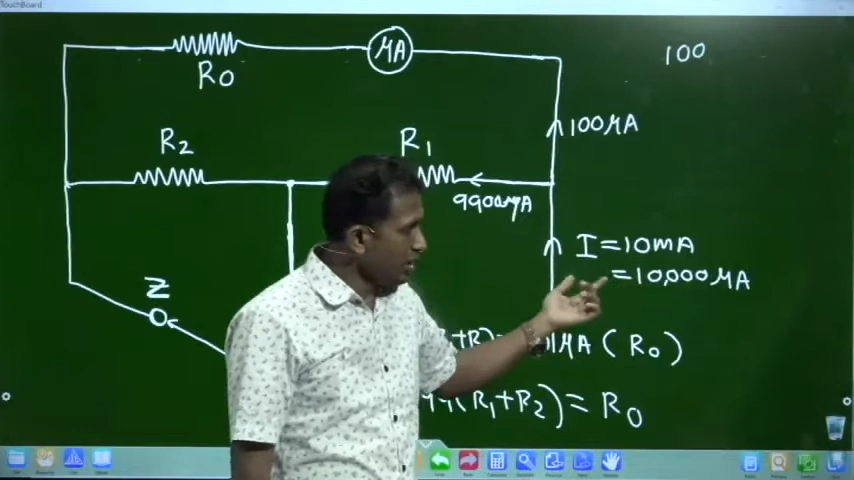 TouchBoard
μA
100
R0
100μA
R2
R1
9900μA
I=10mA
=10,000μA
Z
μA (R0)
(R1+R2)=R0